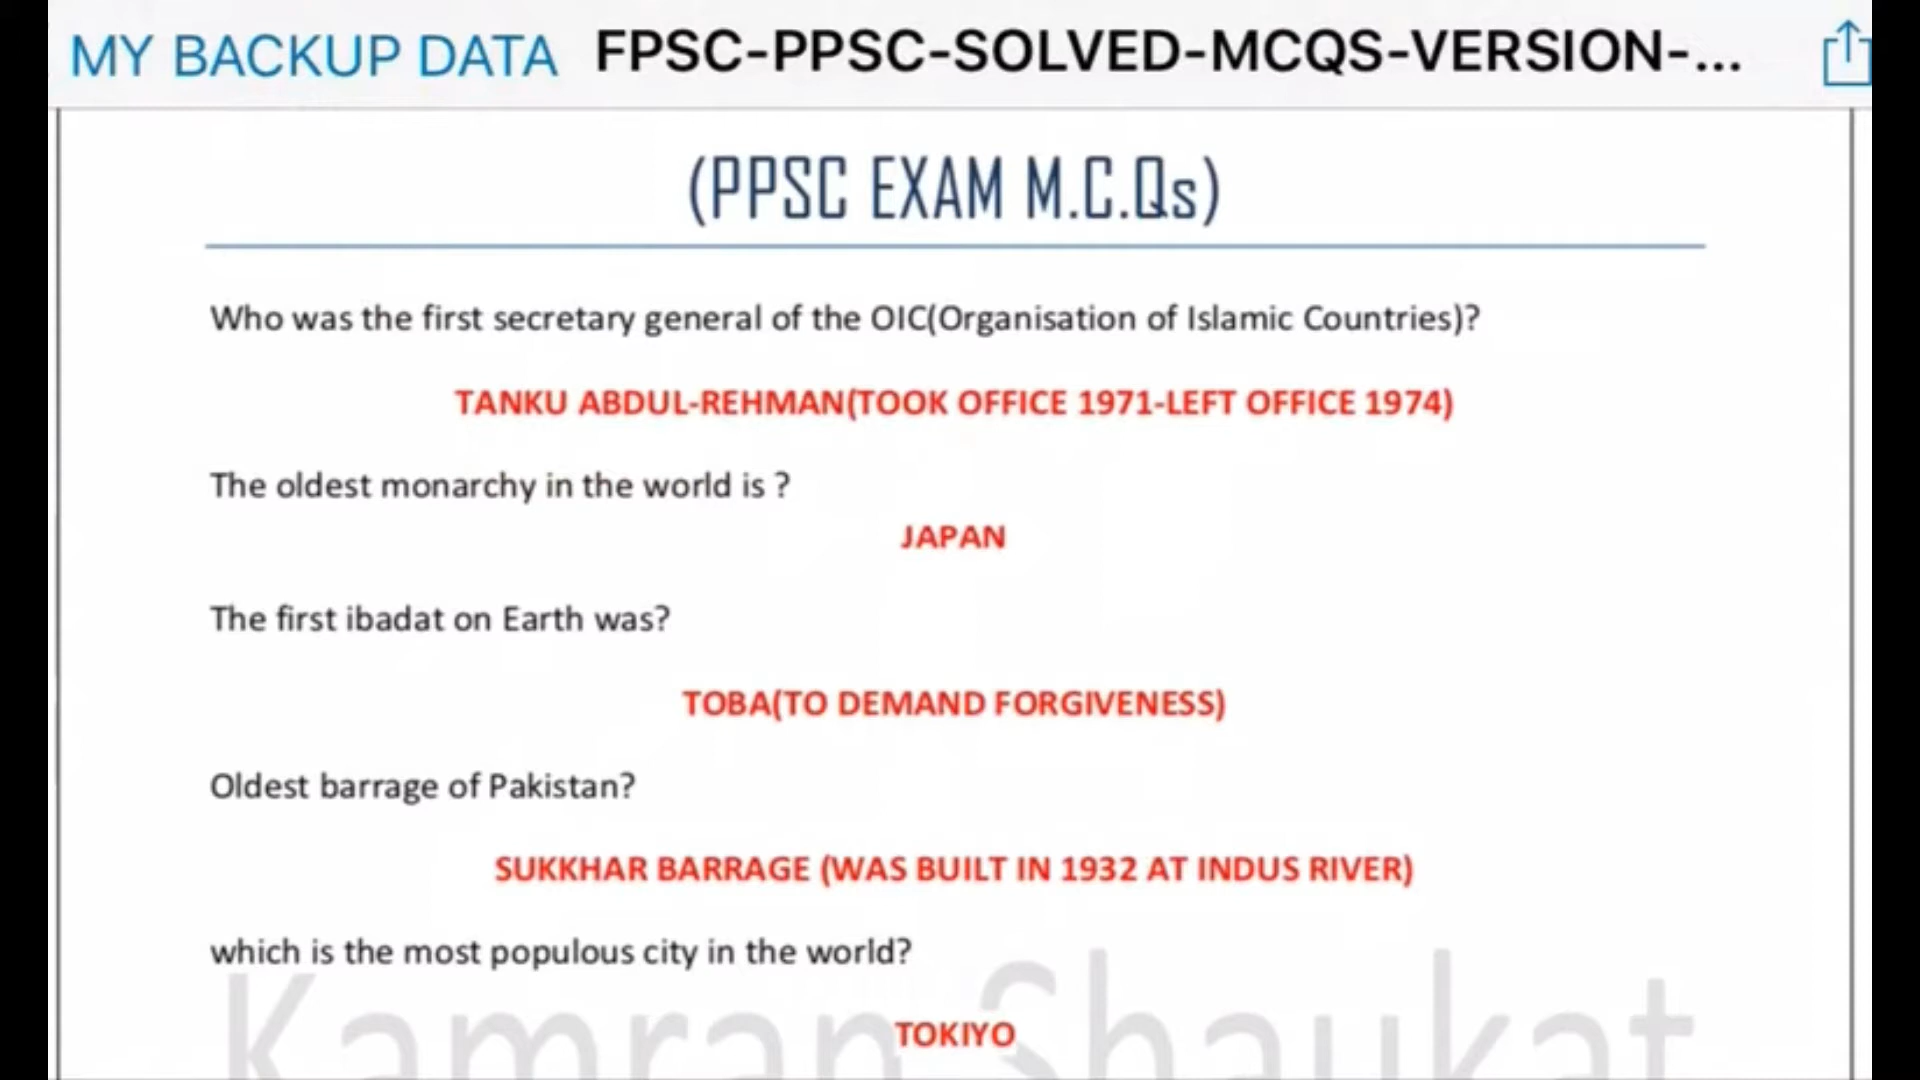 MY BACKUP DATA FPSC-PPSC-SOLVED-MCQS-VERSION-...
(PPSC EXAM M.C.Qs)
Who was the first secretary general of the OIC(Organisation of Islamic Countries)?
TANKU ABDUL-REHMAN(TOOK OFFICE 1971-LEFT OFFICE 1974)
The oldest monarchy in the world is ?
JAPAN
The first ibadat on Earth was?
TOBA(TO DEMAND FORGIVENESS)
Oldest barrage of Pakistan?
SUKKHAR BARRAGE (WAS BUILT IN 1932 AT INDUS RIVER)
which is the most populous city in the world?
Kamran Shaukat
TOKIYO